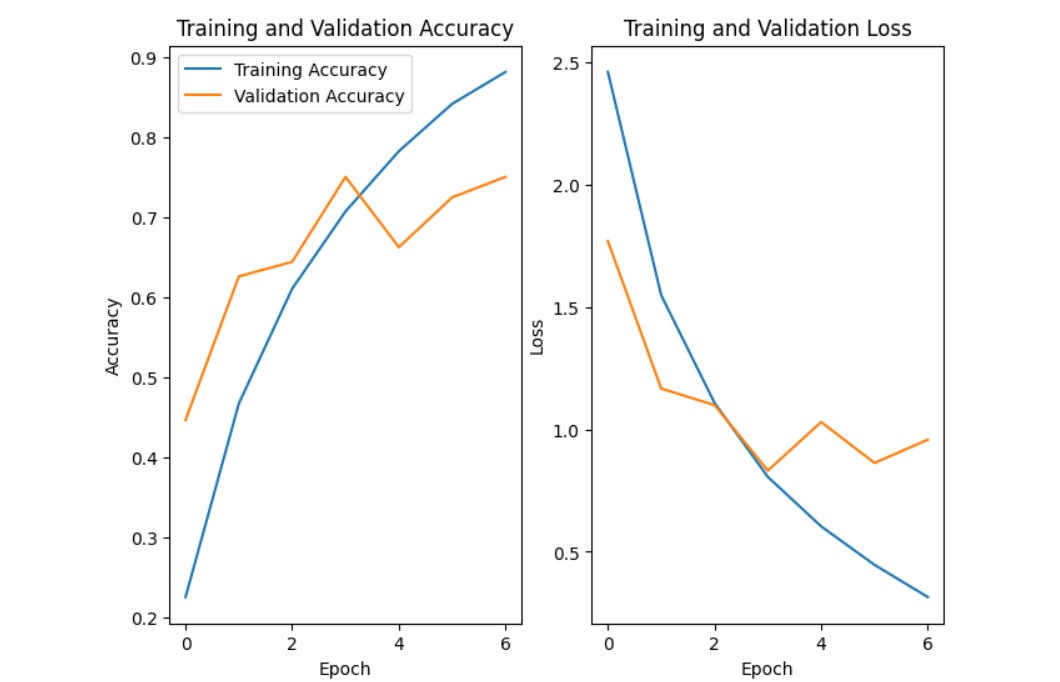 Training and Validation Accuracy
0.9
0.8
0.7
0.6
0.5
0.4
0.3
0.2
Accuracy
Training Accuracy
Validation Accuracy
0 2 4 6
Epoch
Training and Validation Loss
2.5
2.0
1.5
1.0
0.5
Loss
0 2 4 6
Epoch